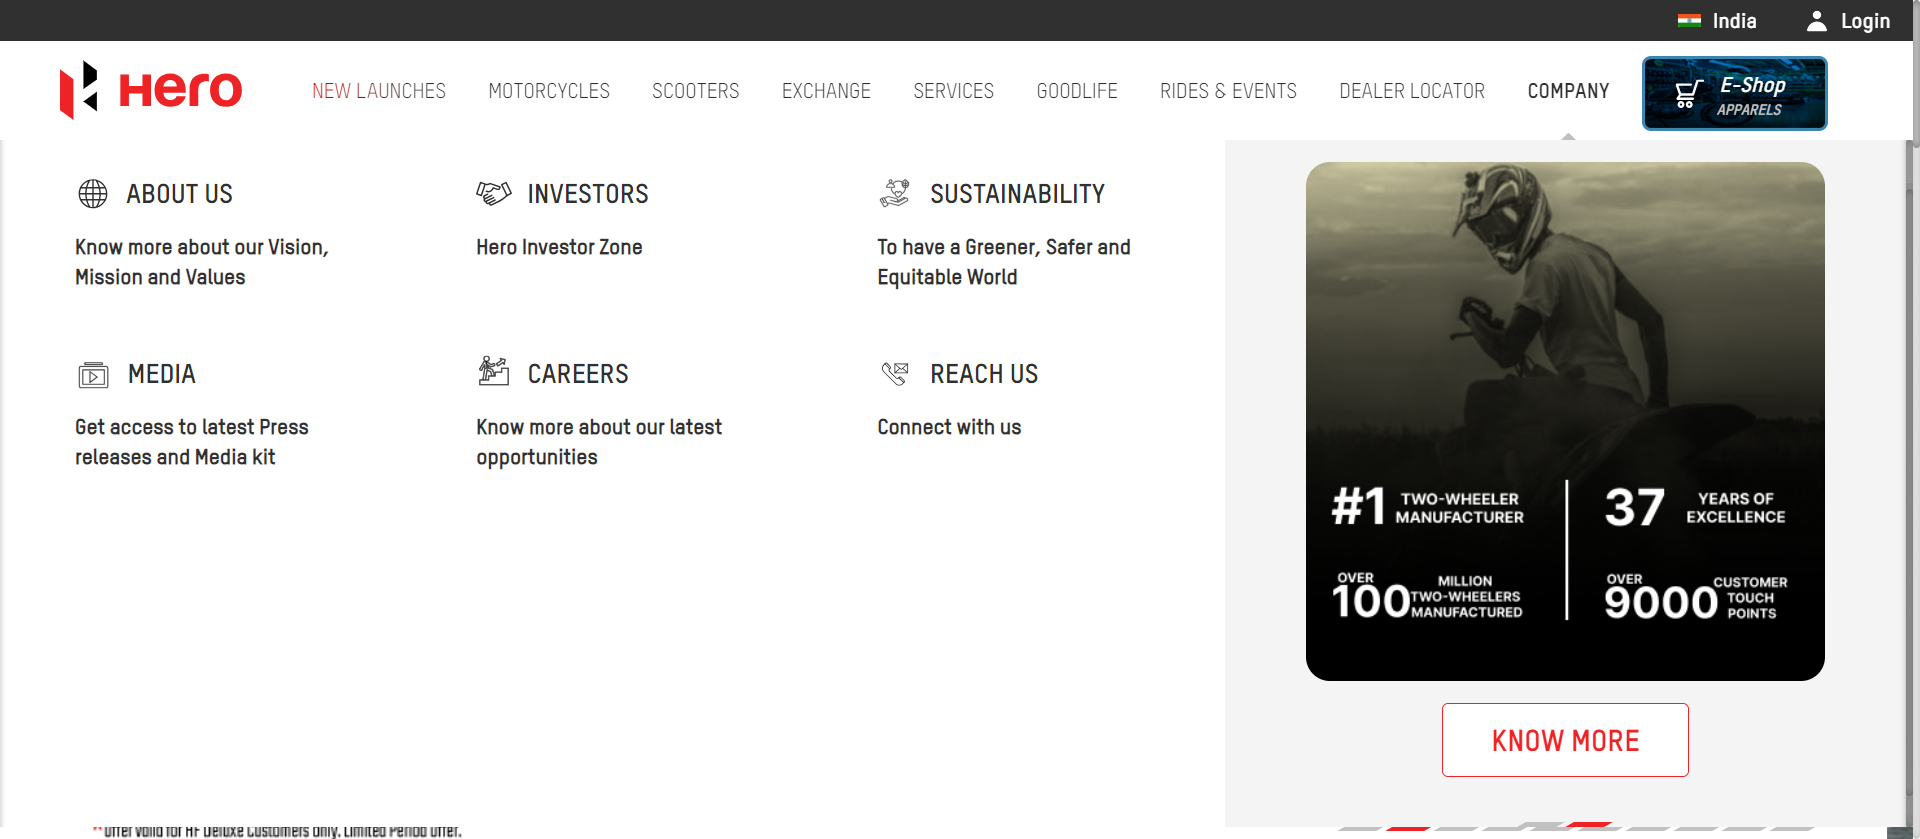 India
Login
Hero
NEW LAUNCHES
MOTORCYCLES
SCOOTERS
EXCHANGE
SERVICES
GOODLIFE
RIDES & EVENTS
DEALER LOCATOR
COMPANY
E-Shop
APPARELS
ABOUT US
Know more about our Vision,
Mission and Values
INVESTORS
Hero Investor Zone
SUSTAINABILITY
To have a Greener, Safer and
Equitable World
MEDIA
Get access to latest Press
releases and Media kit
CAREERS
Know more about our latest
opportunities
REACH US
Connect with us
#1 TWO-WHEELER
MANUFACTURER
37 YEARS OF
EXCELLENCE
OVER
100 MILLION
TWO-WHEELERS
MANUFACTURED
OVER
9000 CUSTOMER
TOUCH
POINTS
KNOW MORE
*Offer valid for HF Deluxe Customers only. Limited Period Offer.